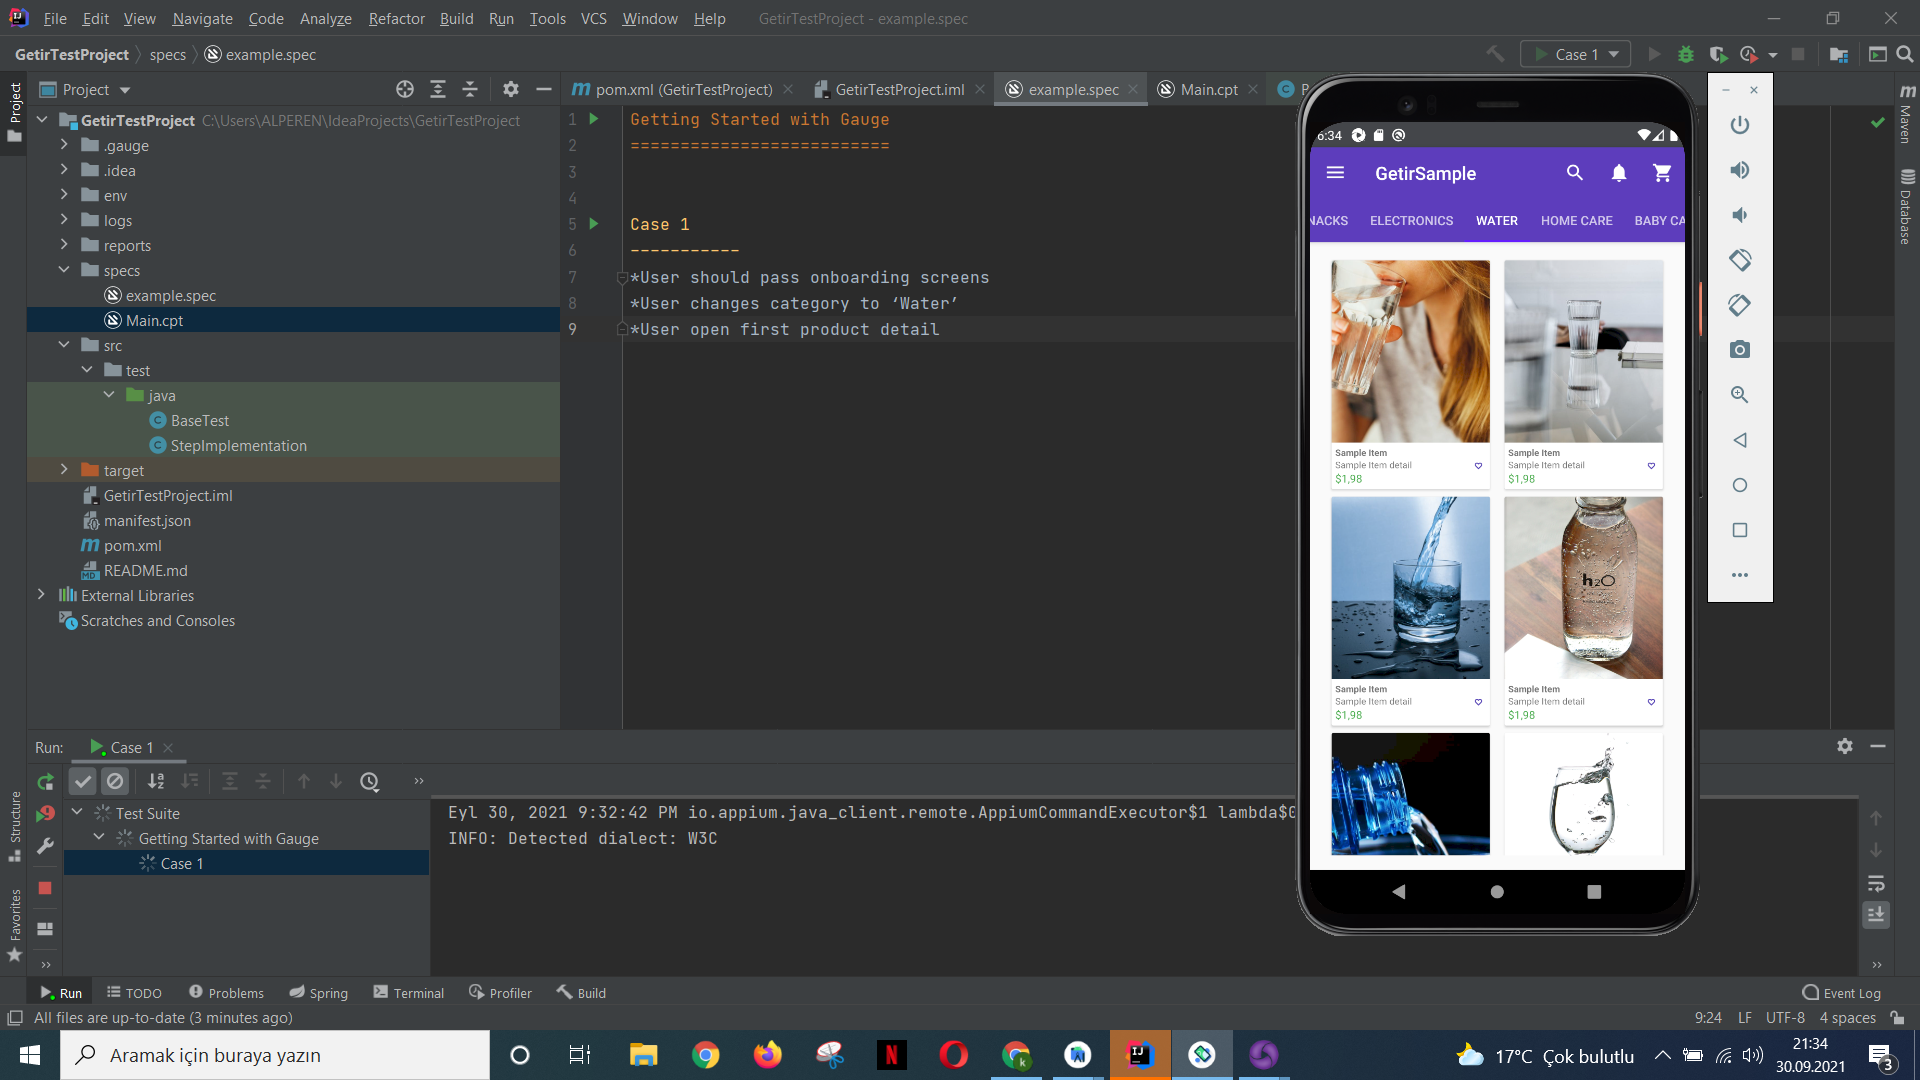 File Edit View Navigate Code Analyze Refactor Build Run Tools VCS Window Help GetirTestProject - example.spec
GetirTestProject specs example.spec
Case 1
Project
pom.xml (GetirTestProject)
GetirTestProject.iml
example.spec
Main.cpt
GetirTestProject C:\Users\ALPEREN\IdeaProjects\GetirTestProject
.gauge
.idea
env
logs
reports
specs
example.spec
Main.cpt
src
test
java
BaseTest
StepImplementation
target
GetirTestProject.iml
manifest.json
pom.xml
README.md
External Libraries
Scratches and Consoles
Project
Structure
Favorites
1 Getting Started with Gauge
2 ==========================
3
4
5 Case 1
6 -----------
7 *User should pass onboarding screens
8 *User changes category to ‘Water’
9 *User open first product detail
6:34
GetirSample
NACKS ELECTRONICS WATER HOME CARE BABY CA
Sample Item
Sample Item detail
$1,98
Sample Item
Sample Item detail
$1,98
h2O
Sample Item
Sample Item detail
$1,98
Sample Item
Sample Item detail
$1,98
Maven
Database
Run: Case 1
Test Suite
Getting Started with Gauge
Case 1
Eyl 30, 2021 9:32:42 PM io.appium.java_client.remote.AppiumCommandExecutor$1 lambda$0
INFO: Detected dialect: W3C
Run TODO Problems Spring Terminal Profiler Build Event Log
All files are up-to-date (3 minutes ago)
9:24 LF UTF-8 4 spaces
Aramak için buraya yazın
17°C Çok bulutlu
21:34
30.09.2021
3